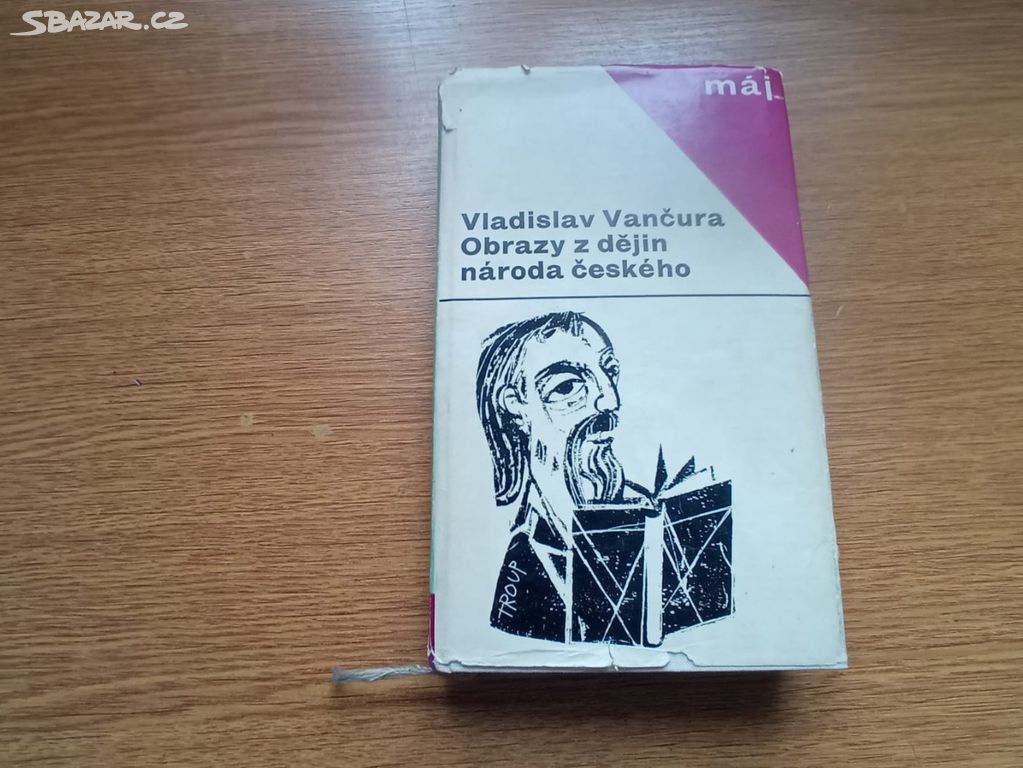 SBAZAR.CZ
máj
Vladislav Vančura
Obrazy z dějin
národa českého
TROUP